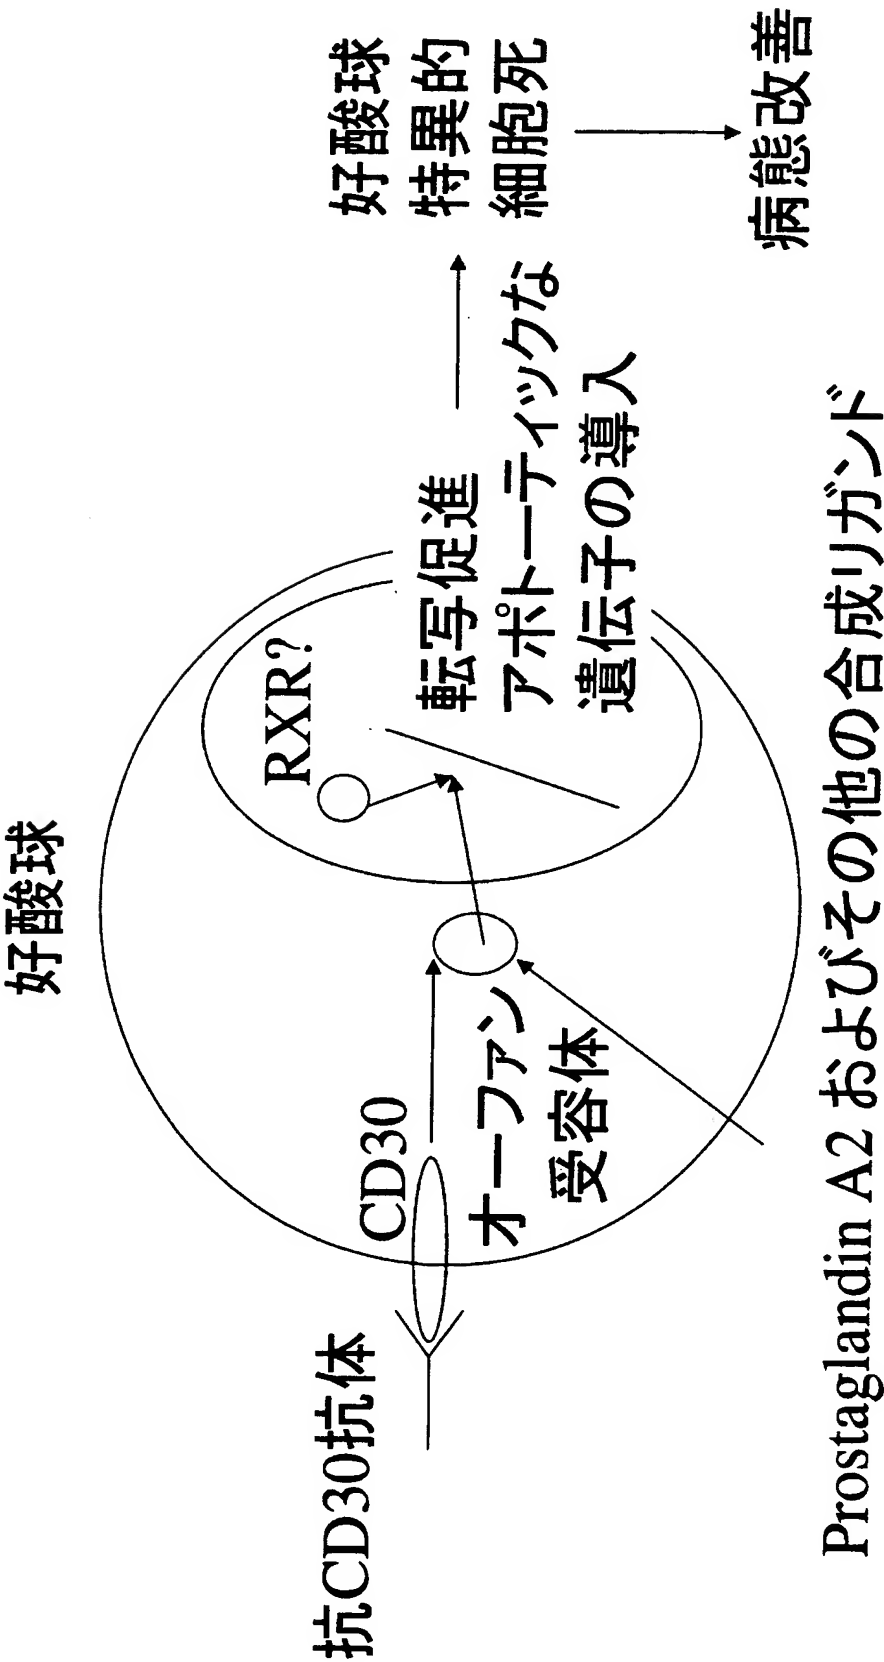 好酸球
抗CD30抗体
CD30
オーファン
受容体
RXR?
転写促進
アポトーティックな
遺伝子の導入
好酸球
特異的
細胞死
病態改善
Prostaglandin A2 およびその他の合成リガンド